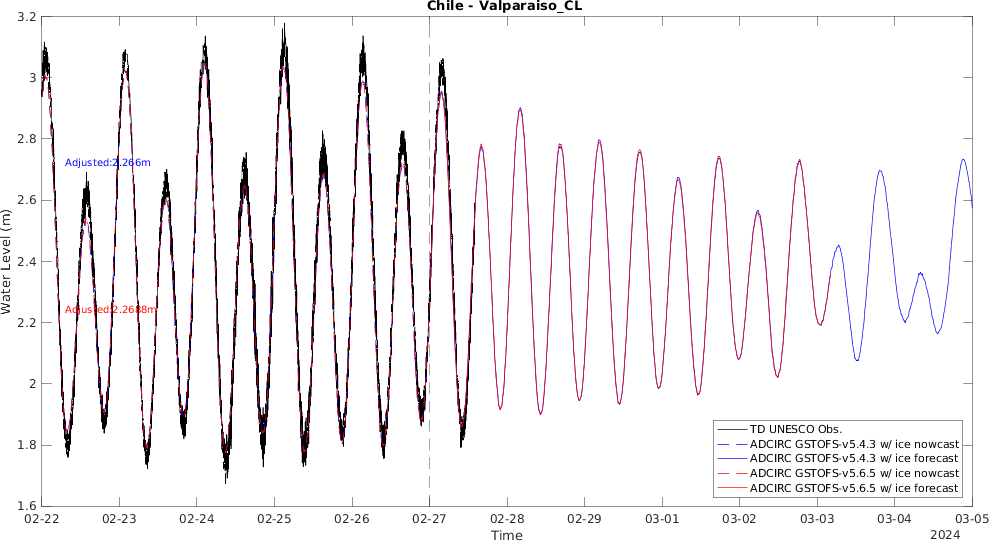 Chile - Valparaiso_CL
3.2
3
2.8
2.6
2.4
2.2
2
1.8
1.6
Water Level (m)
Adjusted:2.266m
Adjusted:2.2688m
TD UNESCO Obs.
ADCIRC GSTOFS-v5.4.3 w/ ice nowcast
ADCIRC GSTOFS-v5.4.3 w/ ice forecast
ADCIRC GSTOFS-v5.6.5 w/ ice nowcast
ADCIRC GSTOFS-v5.6.5 w/ ice forecast
02-22 02-23 02-24 02-25 02-26 02-27 02-28 02-29 03-01 03-02 03-03 03-04 03-05
Time
2024